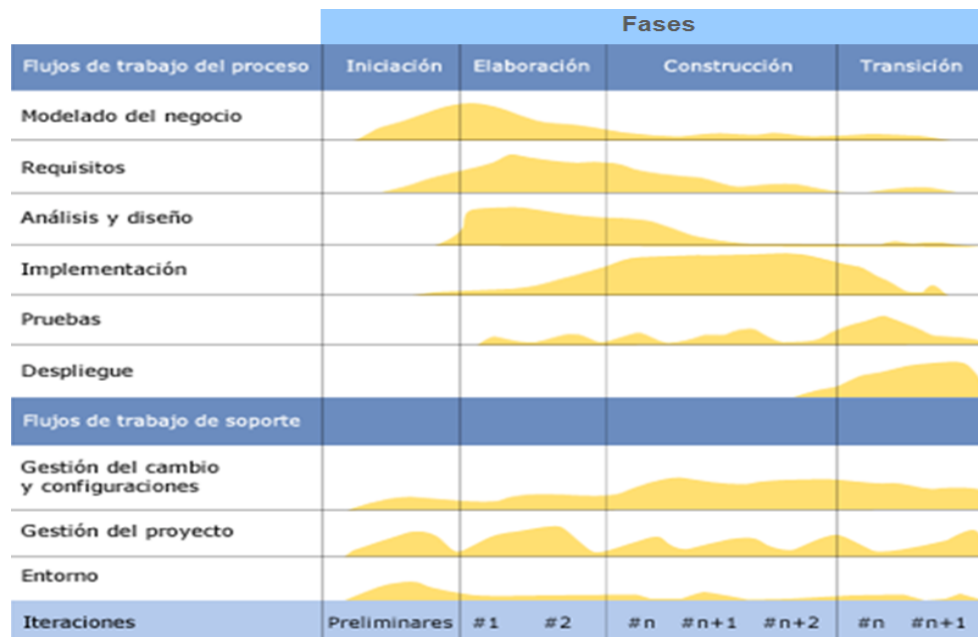 Fases
Flujos de trabajo del proceso Iniciación Elaboración Construcción Transición
Modelado del negocio
Requisitos
Análisis y diseño
Implementación
Pruebas
Despliegue
Flujos de trabajo de soporte
Gestión del cambio
y configuraciones
Gestión del proyecto
Entorno
Iteraciones Preliminares #1 #2 #n #n+1 #n+2 #n #n+1